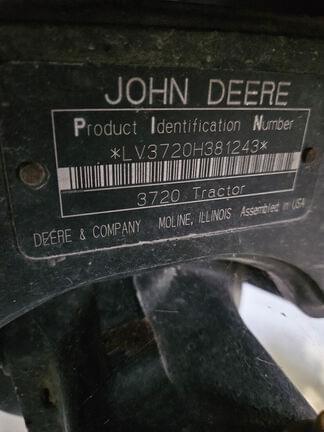 JOHN DEERE
Product Identification Number
*LV3720H381243*
3720 Tractor
DEERE & COMPANY MOLINE, ILLINOIS Assembled in USA